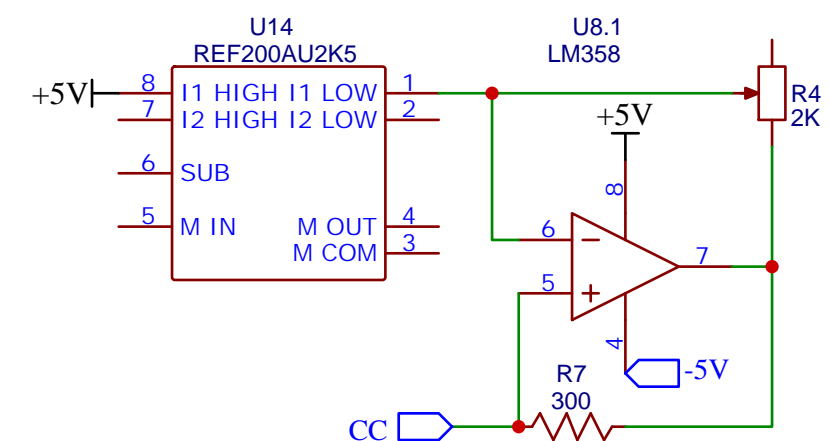 U14
REF200AU2K5
U8.1
LM358
+5V
8 I1 HIGH I1 LOW 1
7 I2 HIGH I2 LOW 2
6 SUB
5 M IN M OUT 4
M COM 3
R4
2K
+5V
8
6 −
5 +
7
4
-5V
R7
300
CC